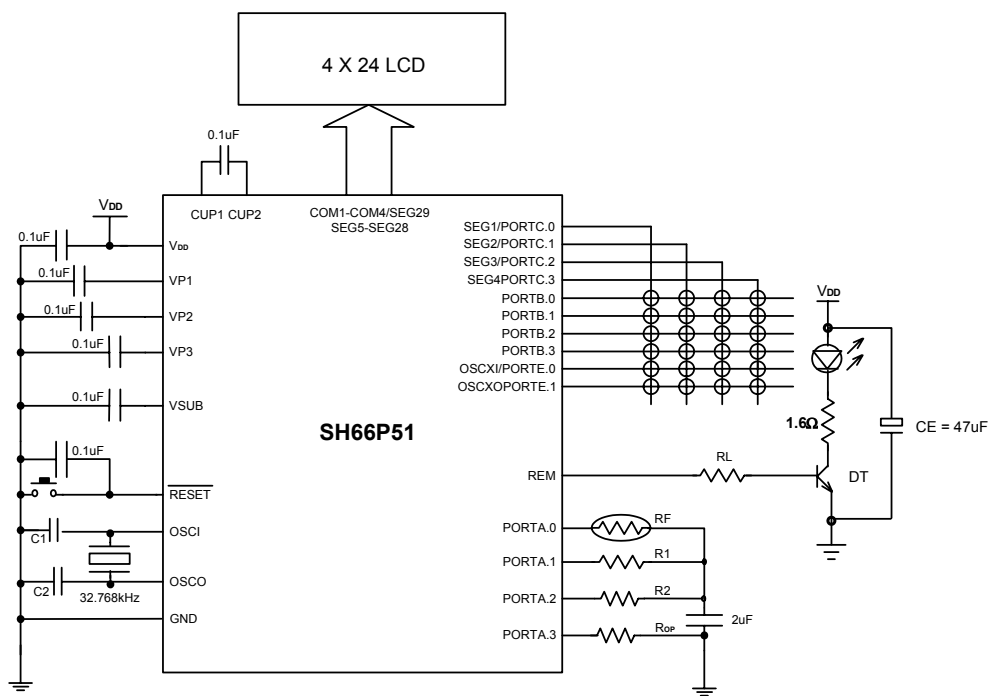 4 X 24 LCD
0.1uF
CUP1 CUP2
COM1-COM4/SEG29
SEG5-SEG28
VDD
0.1uF
VDD
0.1uF
VP1
0.1uF
VP2
0.1uF
VP3
0.1uF
VSUB
0.1uF
RESET
C1
OSCI
C2
OSCO
32.768kHz
GND
SH66P51
SEG1/PORTC.0
SEG2/PORTC.1
SEG3/PORTC.2
SEG4PORTC.3
PORTB.0
PORTB.1
PORTB.2
PORTB.3
OSCXI/PORTE.0
OSCXOPORTE.1
VDD
1.6Ω
CE = 47uF
REM
RL
DT
PORTA.0
RF
PORTA.1
R1
PORTA.2
R2
2uF
PORTA.3
ROP